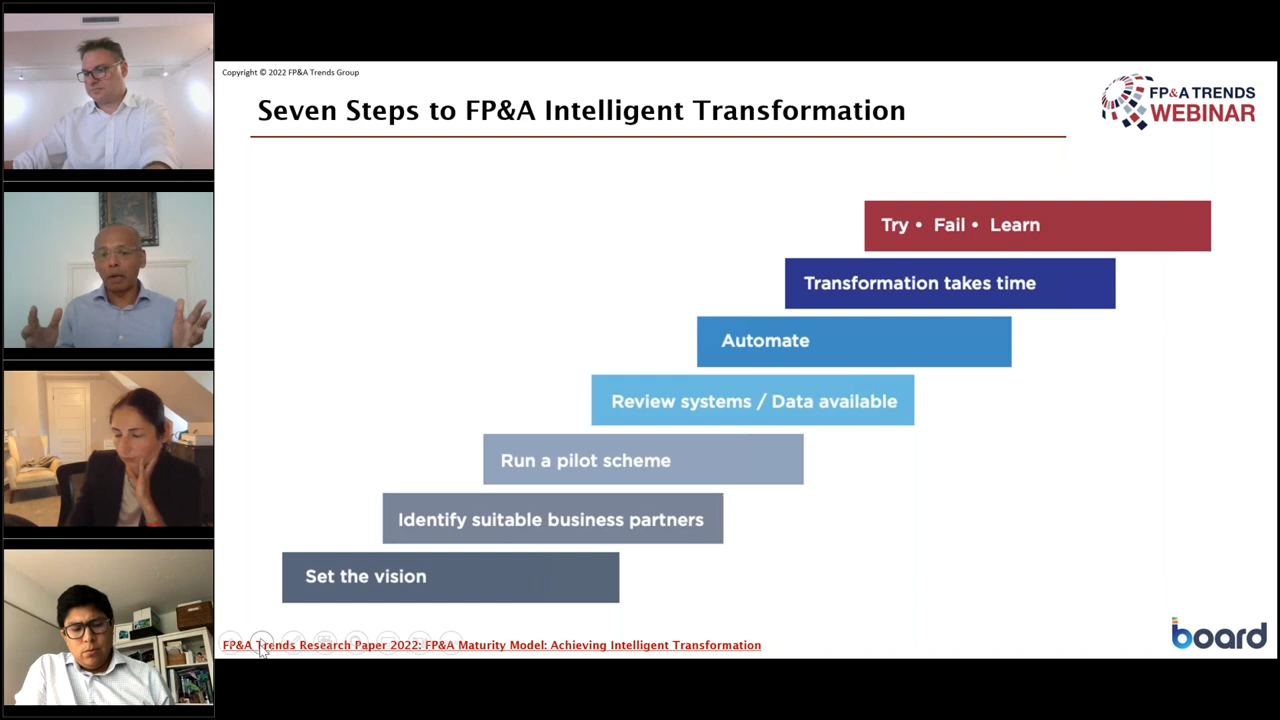 Copyright © 2022 FP&A Trends Group
Seven Steps to FP&A Intelligent Transformation
FP&A TRENDS
WEBINAR
Try • Fail • Learn
Transformation takes time
Automate
Review systems / Data available
Run a pilot scheme
Identify suitable business partners
Set the vision
FP&A Trends Research Paper 2022: FP&A Maturity Model: Achieving Intelligent Transformation
board